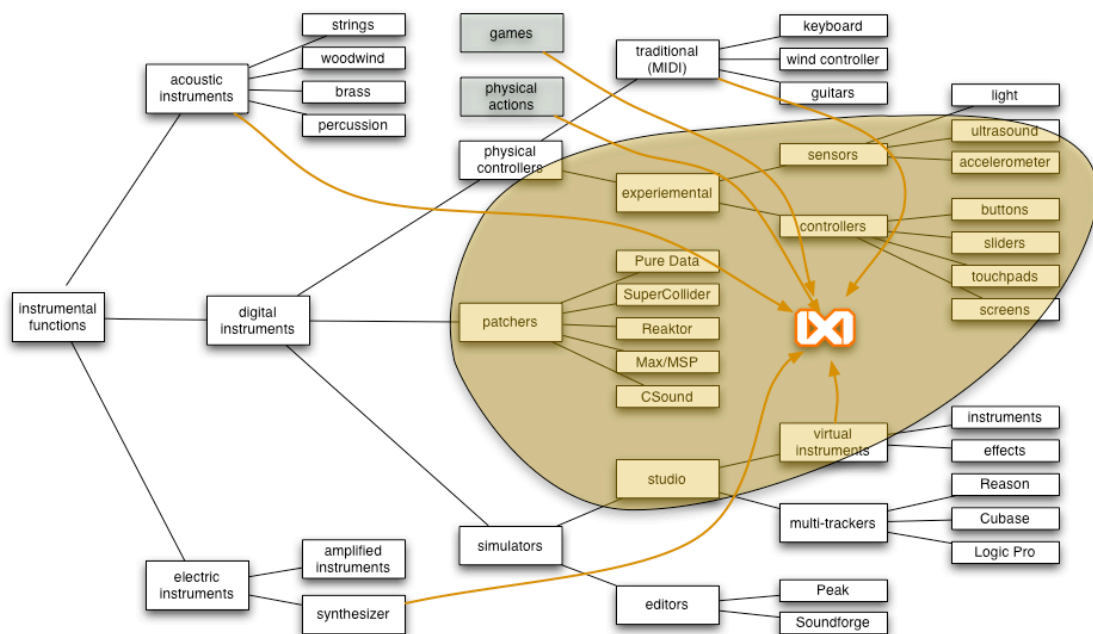 strings
woodwind
brass
percussion
acoustic
instruments
games
physical
actions
traditional
(MIDI)
keyboard
wind controller
guitars
physical
controllers
experiemental
sensors
light
ultrasound
accelerometer
controllers
buttons
sliders
touchpads
screens
instrumental
functions
digital
instruments
patchers
Pure Data
SuperCollider
Reaktor
Max/MSP
CSound
IXI
virtual
instruments
instruments
effects
studio
multi-trackers
Reason
Cubase
Logic Pro
simulators
editors
Peak
Soundforge
electric
instruments
amplified
instruments
synthesizer